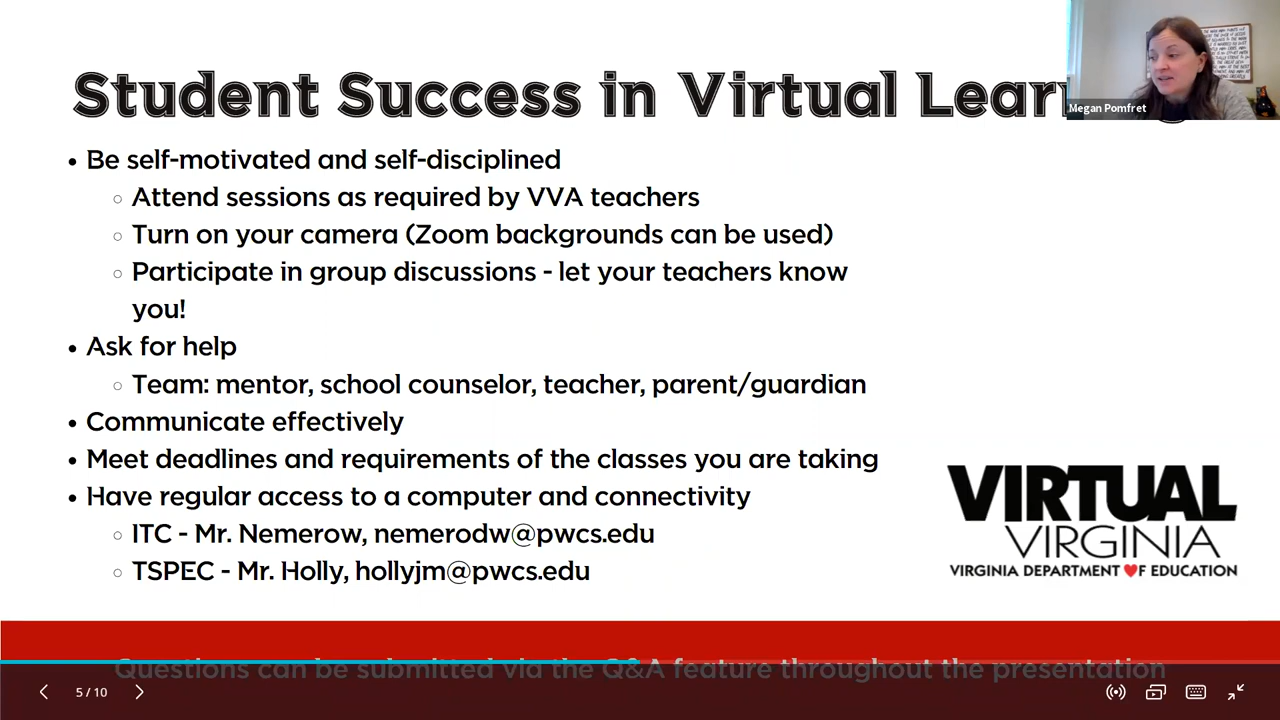 Student Success in Virtual Lear
Megan Pomfret
• Be self-motivated and self-disciplined
○ Attend sessions as required by VVA teachers
○ Turn on your camera (Zoom backgrounds can be used)
○ Participate in group discussions - let your teachers know
you!
• Ask for help
○ Team: mentor, school counselor, teacher, parent/guardian
• Communicate effectively
• Meet deadlines and requirements of the classes you are taking
• Have regular access to a computer and connectivity
○ ITC - Mr. Nemerow, nemerodw@pwcs.edu
○ TSPEC - Mr. Holly, hollyjm@pwcs.edu
VIRTUAL
VIRGINIA
VIRGINIA DEPARTMENT ♥F EDUCATION
Questions can be submitted via the Q&A feature throughout the presentation
5 / 10